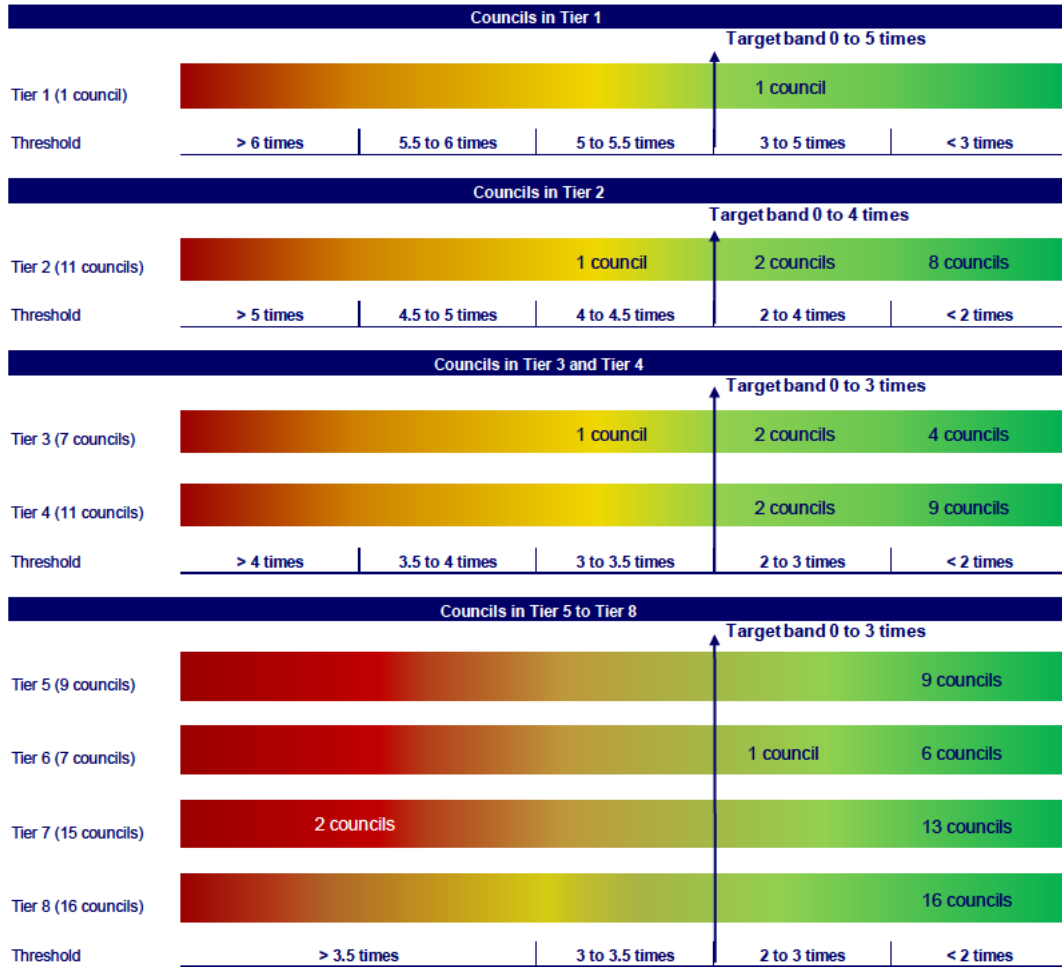 Councils in Tier 1
Target band 0 to 5 times
Tier 1 (1 council) 1 council
Threshold > 6 times 5.5 to 6 times 5 to 5.5 times 3 to 5 times < 3 times
Councils in Tier 2
Target band 0 to 4 times
Tier 2 (11 councils) 1 council 2 councils 8 councils
Threshold > 5 times 4.5 to 5 times 4 to 4.5 times 2 to 4 times < 2 times
Councils in Tier 3 and Tier 4
Target band 0 to 3 times
Tier 3 (7 councils) 1 council 2 councils 4 councils
Tier 4 (11 councils) 2 councils 9 councils
Threshold > 4 times 3.5 to 4 times 3 to 3.5 times 2 to 3 times < 2 times
Councils in Tier 5 to Tier 8
Target band 0 to 3 times
Tier 5 (9 councils) 9 councils
Tier 6 (7 councils) 1 council 6 councils
Tier 7 (15 councils) 2 councils 13 councils
Tier 8 (16 councils) 16 councils
Threshold > 3.5 times 3 to 3.5 times 2 to 3 times < 2 times